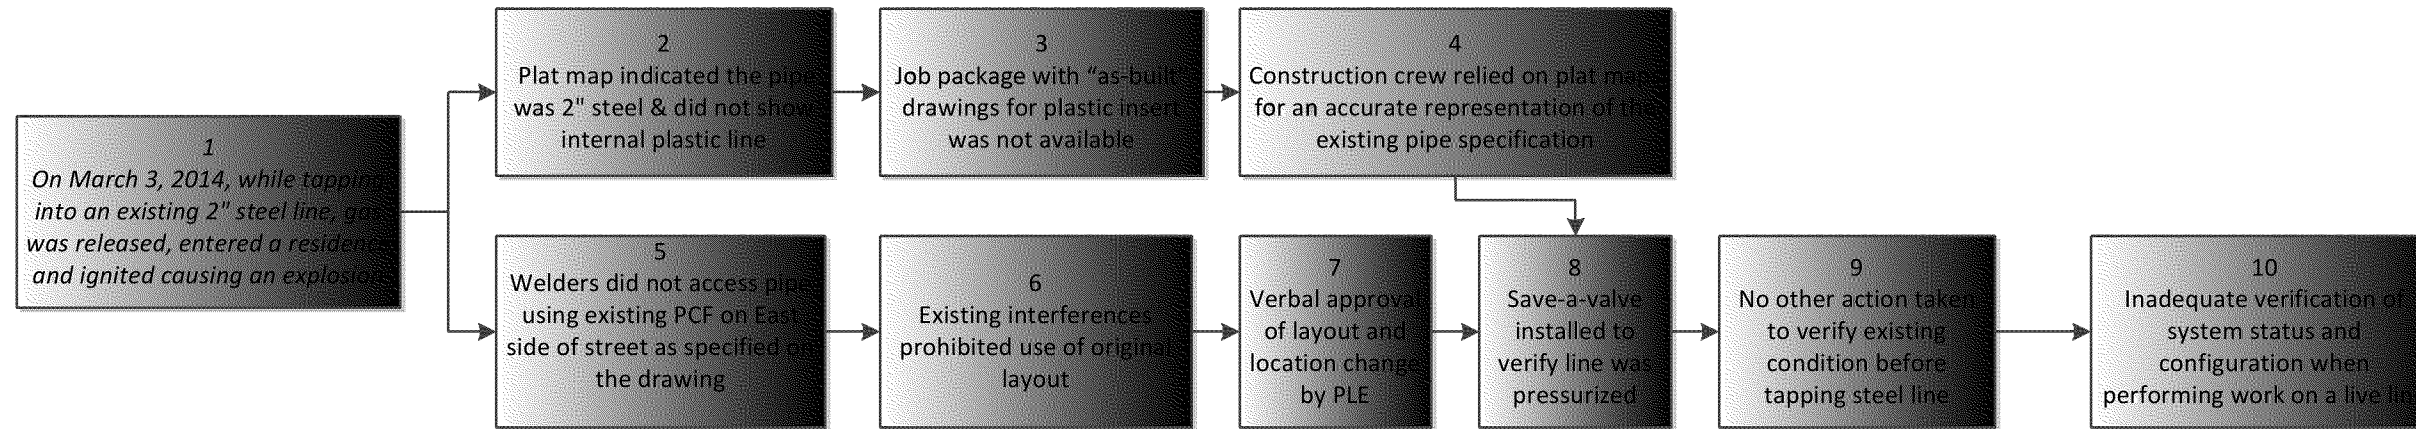 1
On March 3, 2014, while tapping
into an existing 2" steel line, gas
was released, entered a residence
and ignited causing an explosion
2
Plat map indicated the pipe
was 2" steel & did not show
internal plastic line
3
Job package with “as-built”
drawings for plastic insert
was not available
4
Construction crew relied on plat map
for an accurate representation of the
existing pipe specification
5
Welders did not access pipe
using existing PCF on East
side of street as specified on
the drawing
6
Existing interferences
prohibited use of original
layout
7
Verbal approval
of layout and
location change
by PLE
8
Save-a-valve
installed to
verify line was
pressurized
9
No other action taken
to verify existing
condition before
tapping steel line
10
Inadequate verification of
system status and
configuration when
performing work on a live line